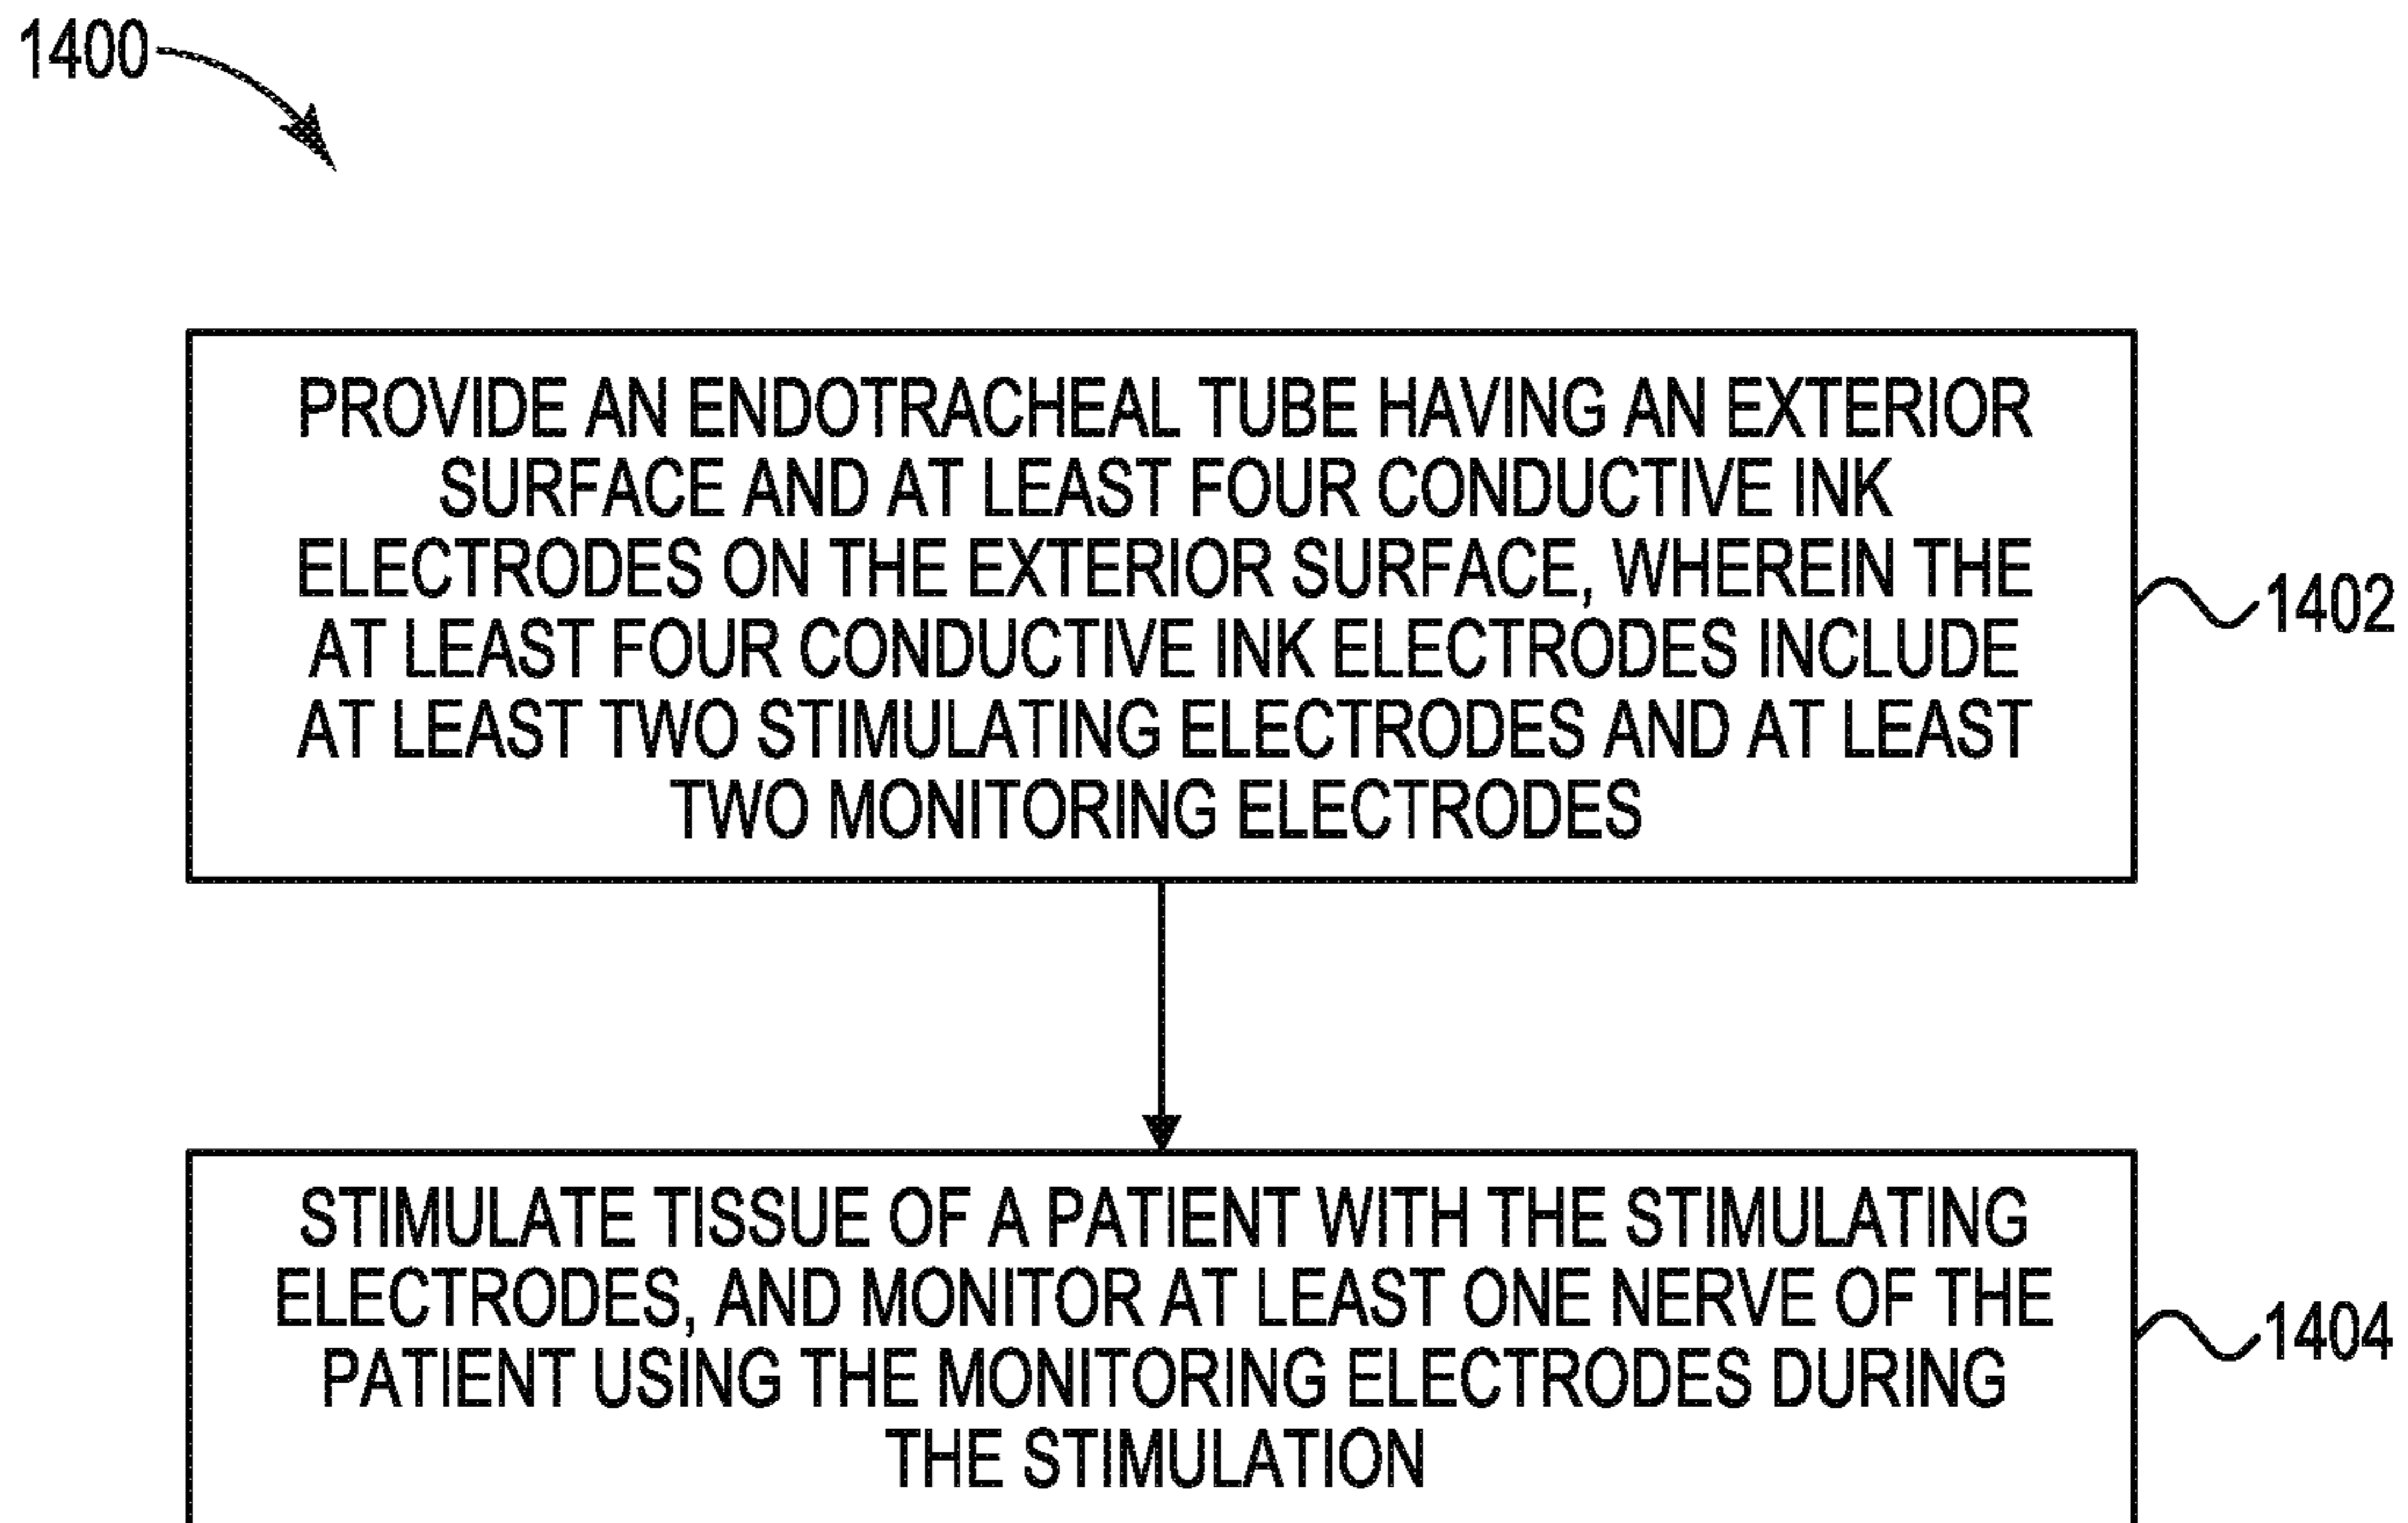 1400
PROVIDE AN ENDOTRACHEAL TUBE HAVING AN EXTERIOR
SURFACE AND AT LEAST FOUR CONDUCTIVE INK
ELECTRODES ON THE EXTERIOR SURFACE, WHEREIN THE
AT LEAST FOUR CONDUCTIVE INK ELECTRODES INCLUDE
AT LEAST TWO STIMULATING ELECTRODES AND AT LEAST
TWO MONITORING ELECTRODES
1402
STIMULATE TISSUE OF A PATIENT WITH THE STIMULATING
ELECTRODES, AND MONITOR AT LEAST ONE NERVE OF THE
PATIENT USING THE MONITORING ELECTRODES DURING
THE STIMULATION
1404